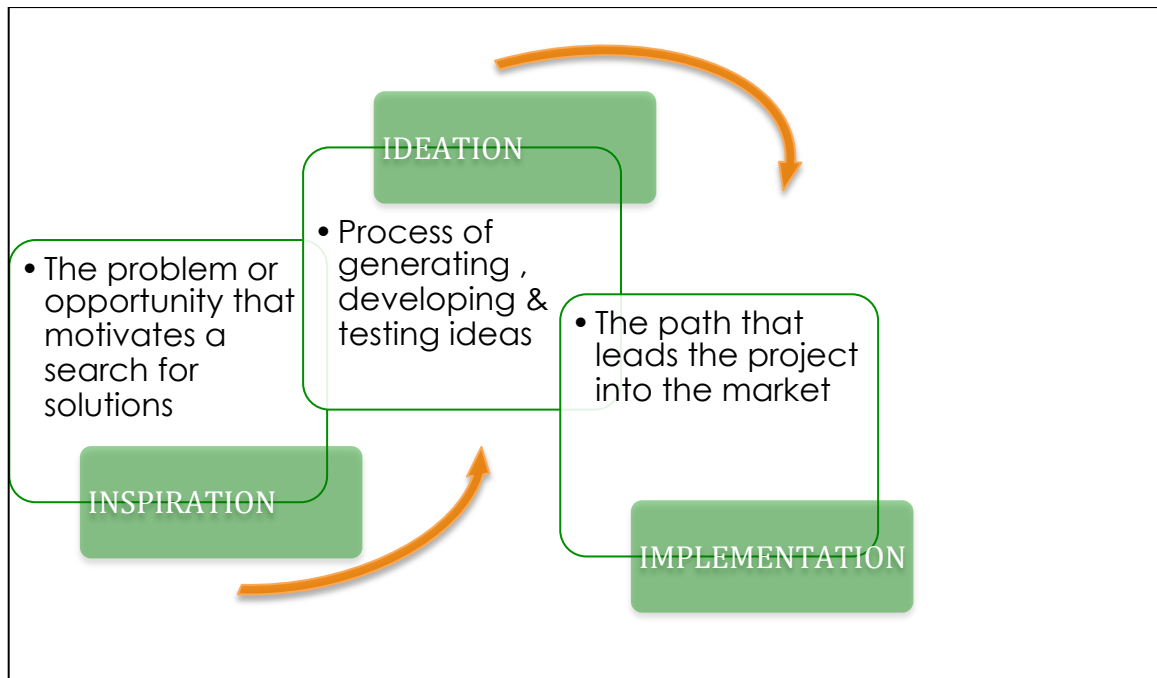 • The problem or
opportunity that
motivates a
search for
solutions
INSPIRATION
IDEATION
• Process of
generating ,
developing &
testing ideas
• The path that
leads the project
into the market
IMPLEMENTATION